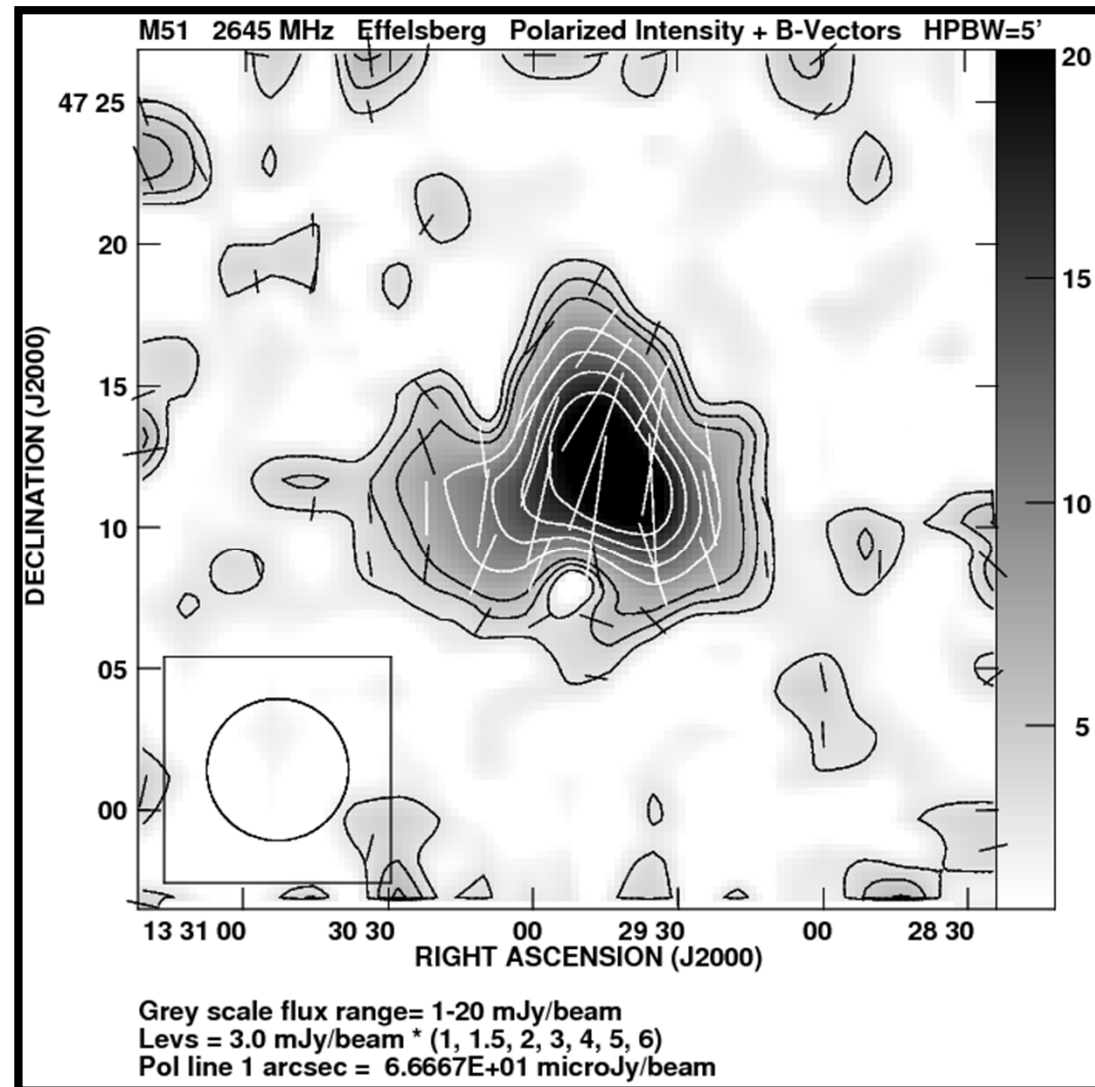 M51 2645 MHz Effelsberg Polarized Intensity + B-Vectors HPBW=5’
20
47 25
20
15
15
DECLINATION (J2000)
10
10
05
5
00
13 31 00 30 30 00 29 30 00 28 30
RIGHT ASCENSION (J2000)
Grey scale flux range= 1-20 mJy/beam
Levs = 3.0 mJy/beam * (1, 1.5, 2, 3, 4, 5, 6)
Pol line 1 arcsec = 6.6667E+01 microJy/beam